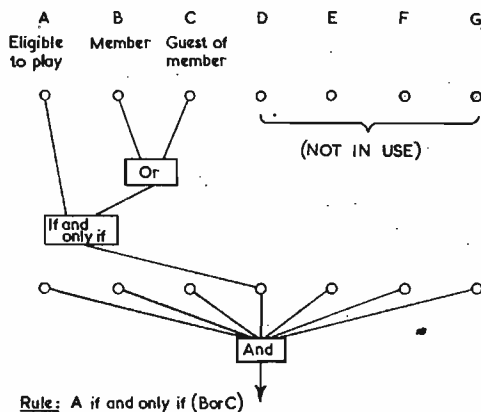 A B C D E F G
Eligible to play
Member
Guest of member
(NOT IN USE)
Or
If and only if
And
Rule: A if and only if (BorC)